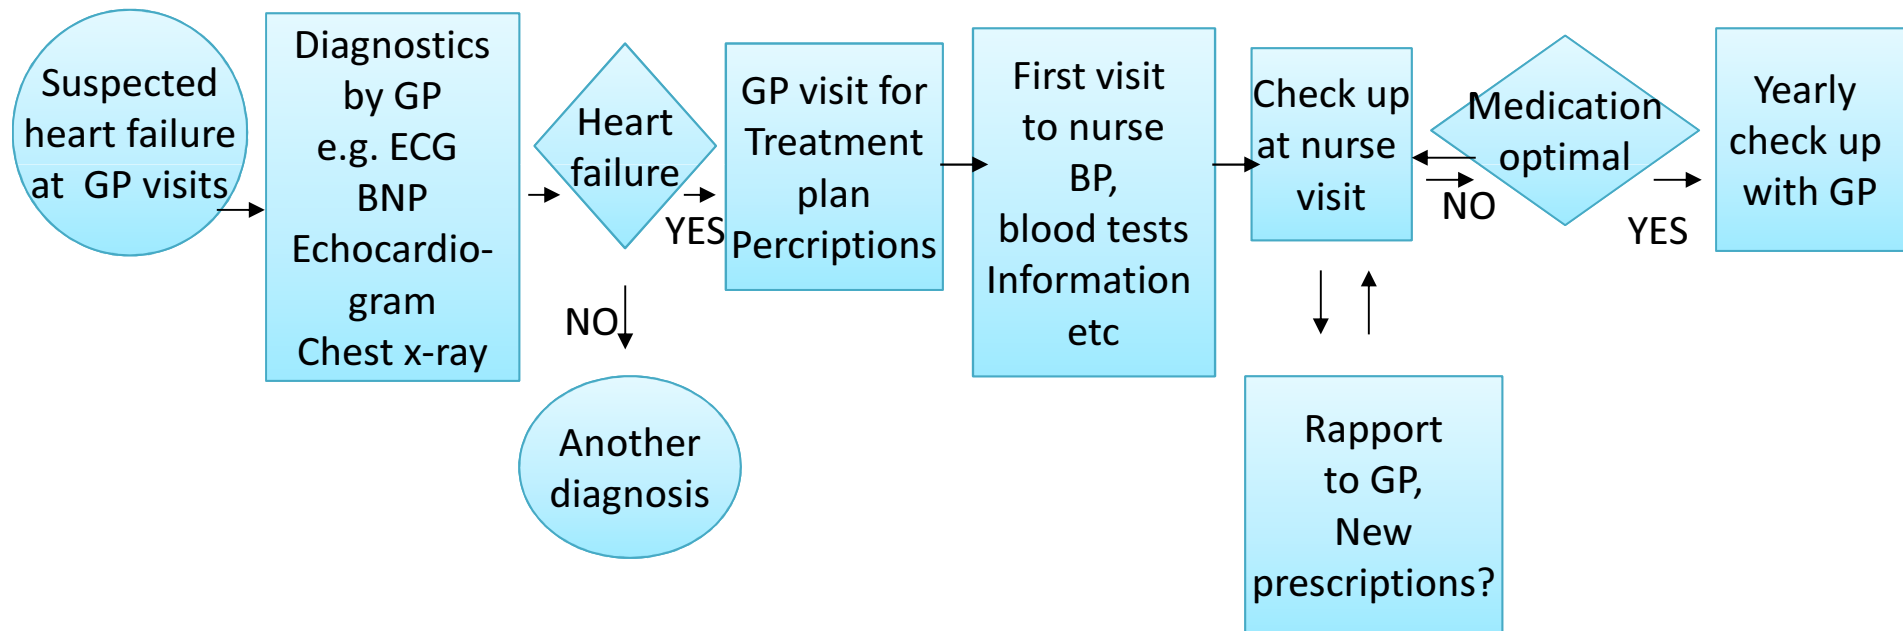 Suspected
heart failure
at GP visits
Diagnostics
by GP
e.g. ECG
BNP
Echocardio-
gram
Chest x-ray
Heart
failure
YES
NO
Another
diagnosis
GP visit for
Treatment
plan
Percriptions
First visit
to nurse
BP,
blood tests
Information
etc
Check up
at nurse
visit
Rapport
to GP,
New
prescriptions?
Medication
optimal
NO
YES
Yearly
check up
with GP